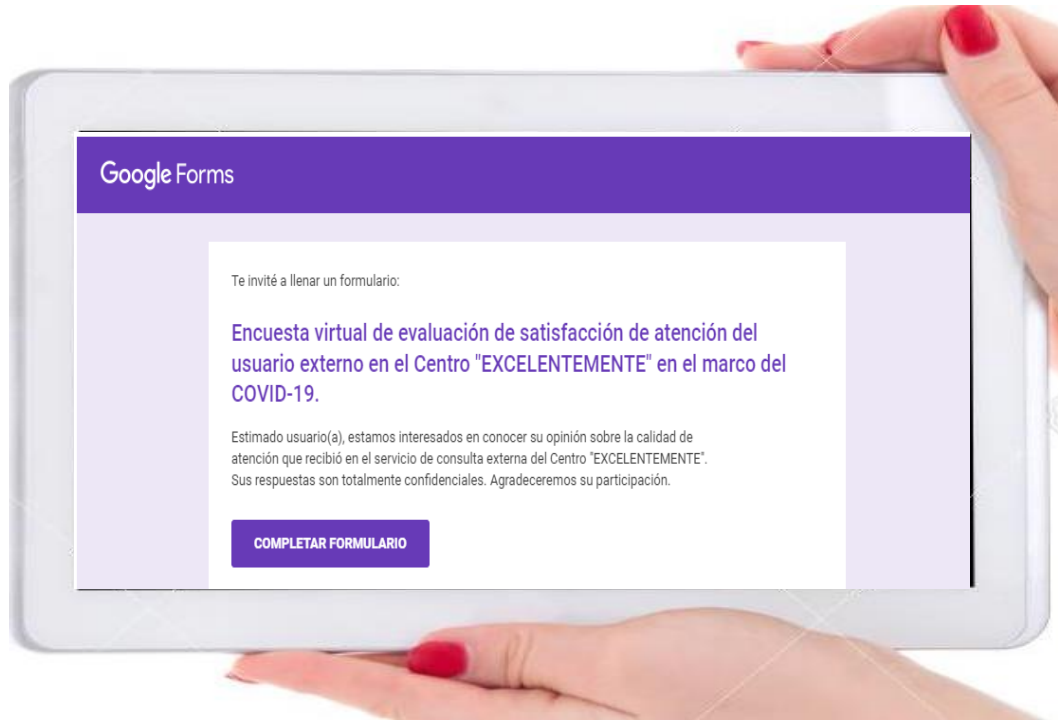 Google Forms
Te invité a llenar un formulario:
Encuesta virtual de evaluación de satisfacción de atención del
usuario externo en el Centro "EXCELENTEMENTE" en el marco del
COVID-19.
Estimado usuario(a), estamos interesados en conocer su opinión sobre la calidad de
atención que recibió en el servicio de consulta externa del Centro "EXCELENTEMENTE".
Sus respuestas son totalmente confidenciales. Agradeceremos su participación.
COMPLETAR FORMULARIO